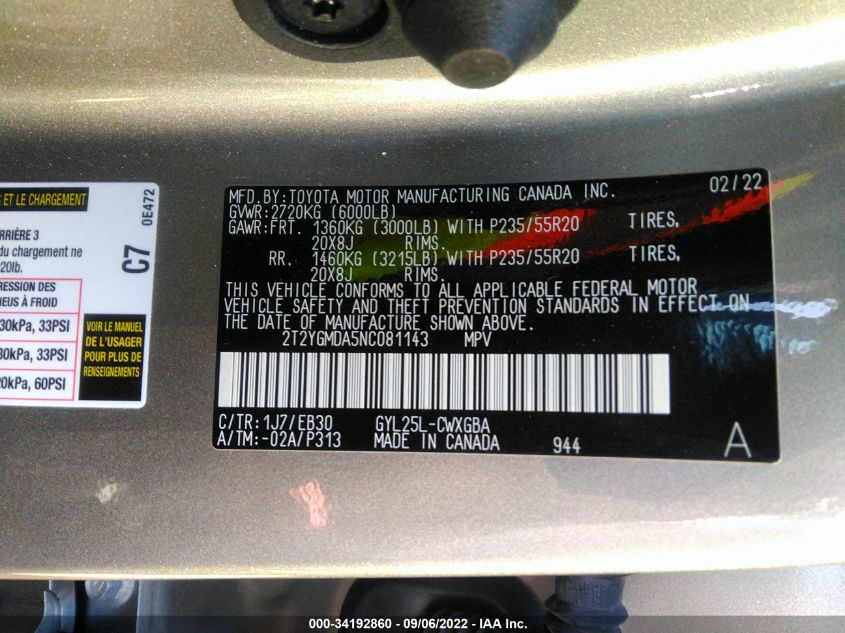 S ET LE CHARGEMENT
RRIÈRE 3
du chargement ne
20lb.
RESSION DES
NEUS À FROID
30kPa, 33PSI
30kPa, 33PSI
20kPa, 60PSI
C7
0E472
VOIR LE MANUEL
DE L'USAGER
POUR PLUS DE
RENSEIGNEMENTS
MFD.BY:TOYOTA MOTOR MANUFACTURING CANADA INC. 02/22
GVWR:2720KG (6000LB)
GAWR:FRT. 1360KG (3000LB) WITH P235/55R20 TIRES,
20X8J RIMS.
RR. 1460KG (3215LB) WITH P235/55R20 TIRES,
20X8J RIMS.
THIS VEHICLE CONFORMS TO ALL APPLICABLE FEDERAL MOTOR
VEHICLE SAFETY AND THEFT PREVENTION STANDARDS IN EFFECT ON
THE DATE OF MANUFACTURE SHOWN ABOVE.
2T2YGMDA5NC081143 MPV
C/TR:1J7/EB30 GYL25L-CWXGBA
A/TM:-02A/P313 MADE IN CANADA 944 A
000-34192860 - 09/06/2022 - IAA Inc.